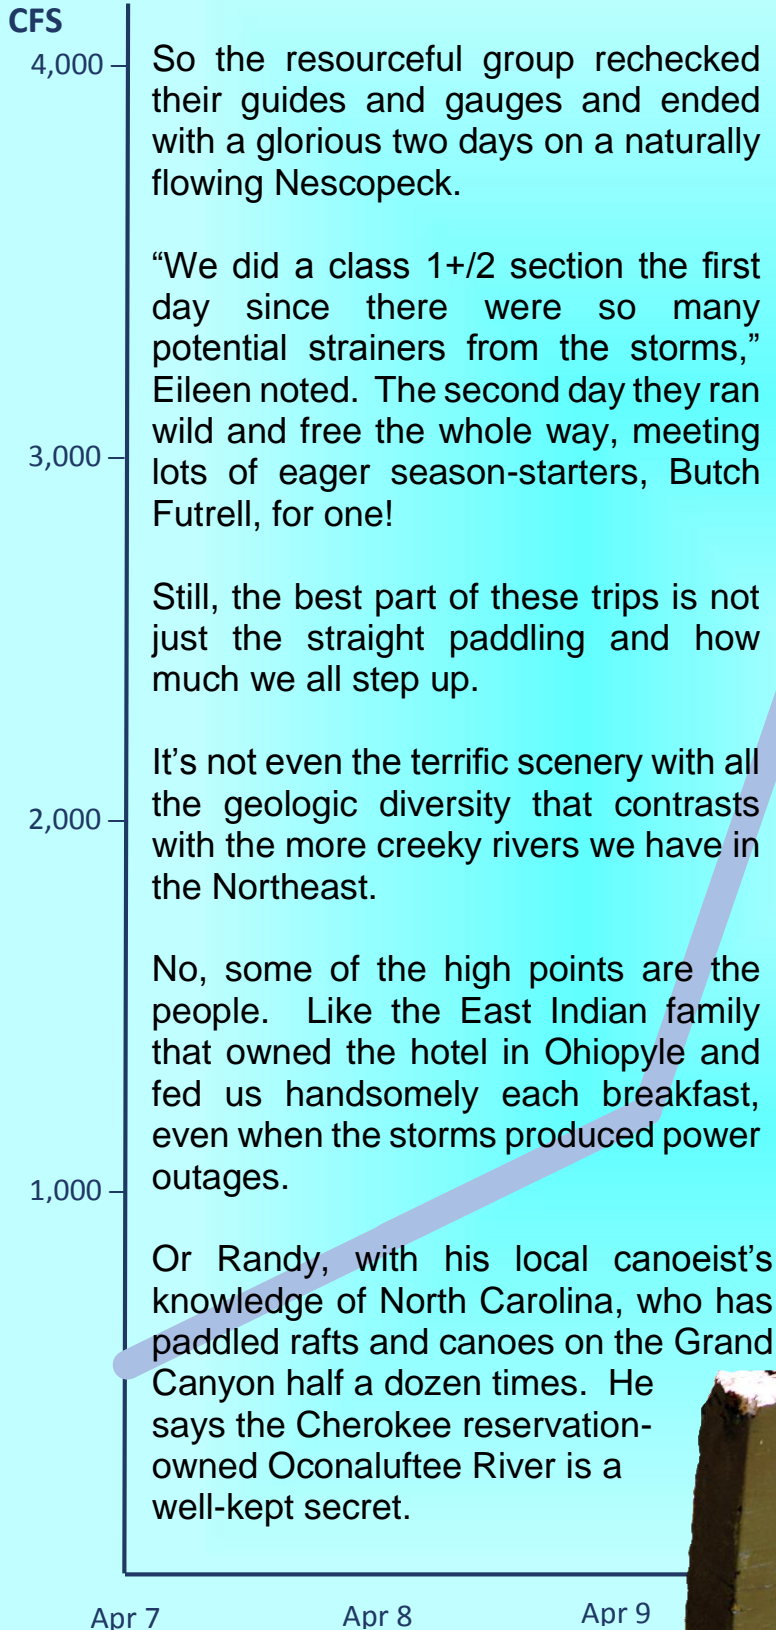 CFS
4,000
So the resourceful group rechecked
their guides and gauges and ended
with a glorious two days on a naturally
flowing Nescopeck.
“We did a class 1+/2 section the first
day since there were so many
potential strainers from the storms,”
Eileen noted. The second day they ran
wild and free the whole way, meeting
3,000
lots of eager season-starters, Butch
Futrell, for one!
Still, the best part of these trips is not
just the straight paddling and how
much we all step up.
It’s not even the terrific scenery with all
2,000
the geologic diversity that contrasts
with the more creeky rivers we have in
the Northeast.
No, some of the high points are the
people. Like the East Indian family
that owned the hotel in Ohiopyle and
fed us handsomely each breakfast,
even when the storms produced power
1,000
outages.
Or Randy, with his local canoeist’s
knowledge of North Carolina, who has
paddled rafts and canoes on the Grand
Canyon half a dozen times. He
says the Cherokee reservation-
owned Oconaluftee River is a
well-kept secret.
Apr 7
Apr 8
Apr 9